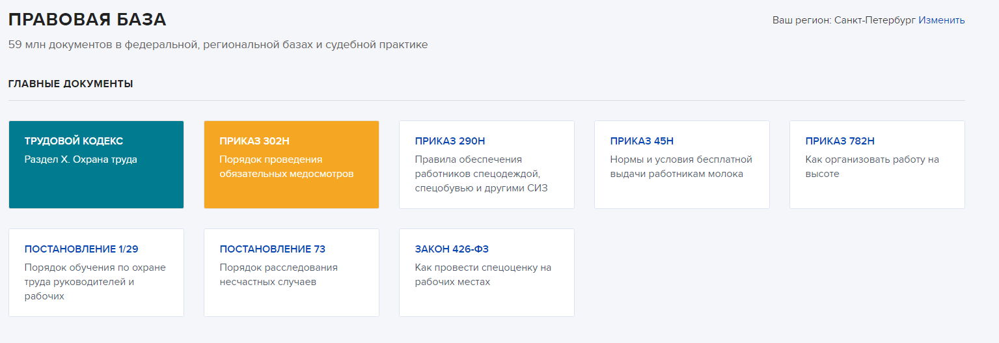 ПРАВОВАЯ БАЗА
Ваш регион: Санкт-Петербург Изменить
59 млн документов в федеральной, региональной базах и судебной практике
ГЛАВНЫЕ ДОКУМЕНТЫ
ТРУДОВОЙ КОДЕКС
Раздел X. Охрана труда
ПРИКАЗ 302Н
Порядок проведения
обязательных медосмотров
ПРИКАЗ 290Н
Правила обеспечения
работников спецодеждой,
спецобувью и другими СИЗ
ПРИКАЗ 45Н
Нормы и условия бесплатной
выдачи работникам молока
ПРИКАЗ 782Н
Как организовать работу на
высоте
ПОСТАНОВЛЕНИЕ 1/29
Порядок обучения по охране
труда руководителей и
рабочих
ПОСТАНОВЛЕНИЕ 73
Порядок расследования
несчастных случаев
ЗАКОН 426-ФЗ
Как провести спецоценку на
рабочих местах